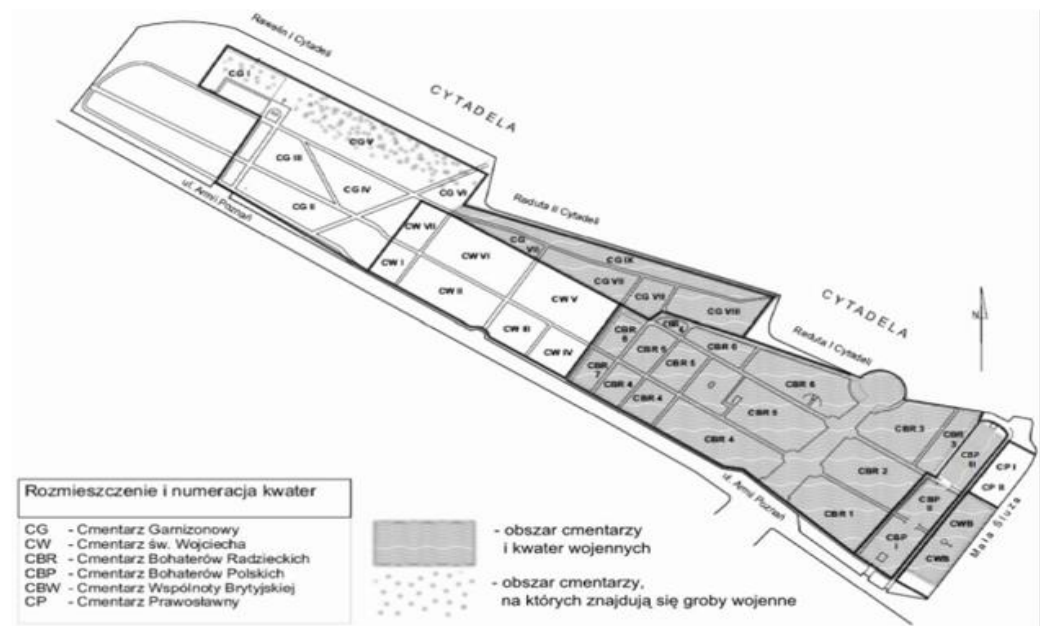 Rawelin I Cytadeli
CYTADELA
CG I
CG V
CG III
CG IV
CG VI
CG II
ul. Armii Poznań
Raduta II Cytadeli
CW VII
CG VII
CG IX
CW I
CW VI
CG VII
CW II
CW V
CG VII
CG VIII
CYTADELA
N
Reduta I Cytadeli
CW III
CW IV
CBR 8
CBR 6
CBR 5
CBR 5
CBR 7
CBR 4
CBR 4
CBR 6
CBR 5
CBR 4
CBR 3
CBR 3
CBR 2
CBP III
CP I
CP II
CBR 1
CBP II
CBP I
CWB
CWB
Mała Śluza
ul. Armii Poznań
Rozmieszczenie i numeracja kwater
CG - Cmentarz Garnizonowy
CW - Cmentarz św. Wojciecha
CBR - Cmentarz Bohaterów Radzieckich
CBP - Cmentarz Bohaterów Polskich
CBW - Cmentarz Wspólnoty Brytyjskiej
CP - Cmentarz Prawosławny
- obszar cmentarzy
i kwater wojennych
- obszar cmentarzy,
na których znajdują się groby wojenne